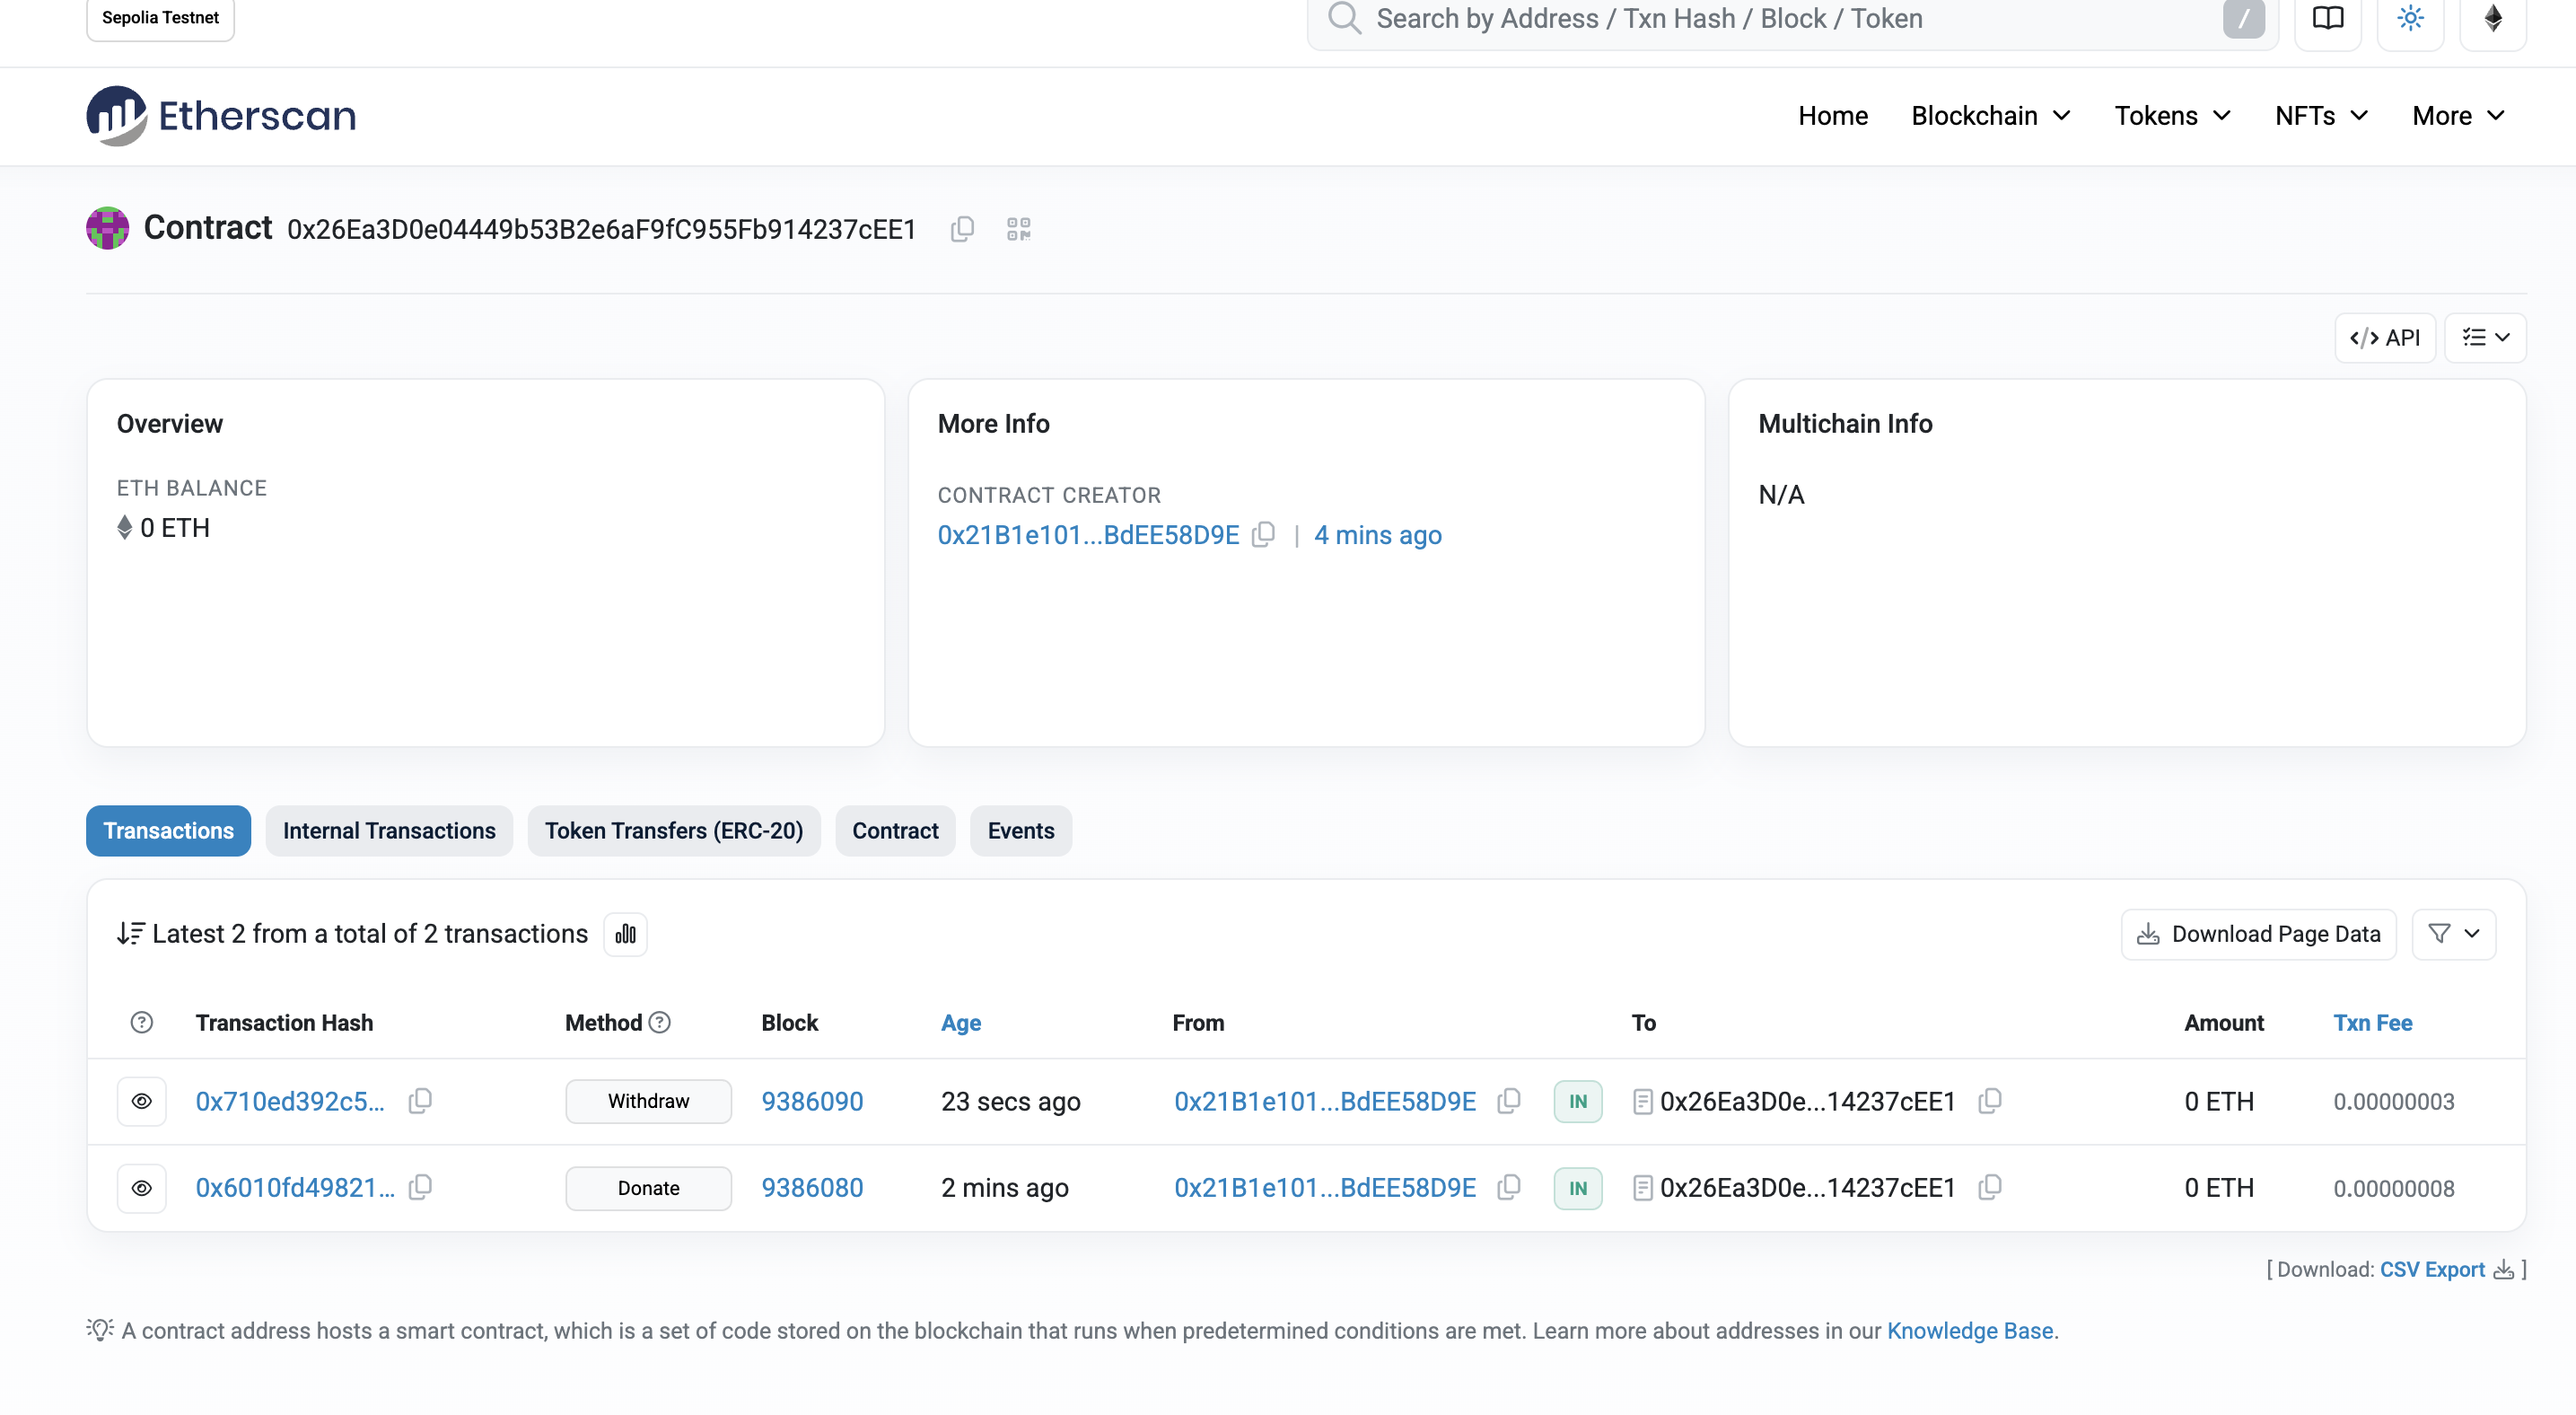 Sepolia Testnet
Search by Address / Txn Hash / Block / Token
/
Etherscan
Home
Blockchain
Tokens
NFTs
More
Contract 0x26Ea3D0e04449b53B2e6aF9fC955Fb914237cEE1
</> API
Overview
ETH BALANCE
0 ETH
More Info
CONTRACT CREATOR
0x21B1e101...BdEE58D9E | 4 mins ago
Multichain Info
N/A
Transactions
Internal Transactions
Token Transfers (ERC-20)
Contract
Events
Latest 2 from a total of 2 transactions
Download Page Data
? Transaction Hash Method ? Block Age From To Amount Txn Fee
0x710ed392c5... Withdraw 9386090 23 secs ago 0x21B1e101...BdEE58D9E IN 0x26Ea3D0e...14237cEE1 0 ETH 0.00000003
0x6010fd49821... Donate 9386080 2 mins ago 0x21B1e101...BdEE58D9E IN 0x26Ea3D0e...14237cEE1 0 ETH 0.00000008
[ Download: CSV Export ]
A contract address hosts a smart contract, which is a set of code stored on the blockchain that runs when predetermined conditions are met. Learn more about addresses in our Knowledge Base.